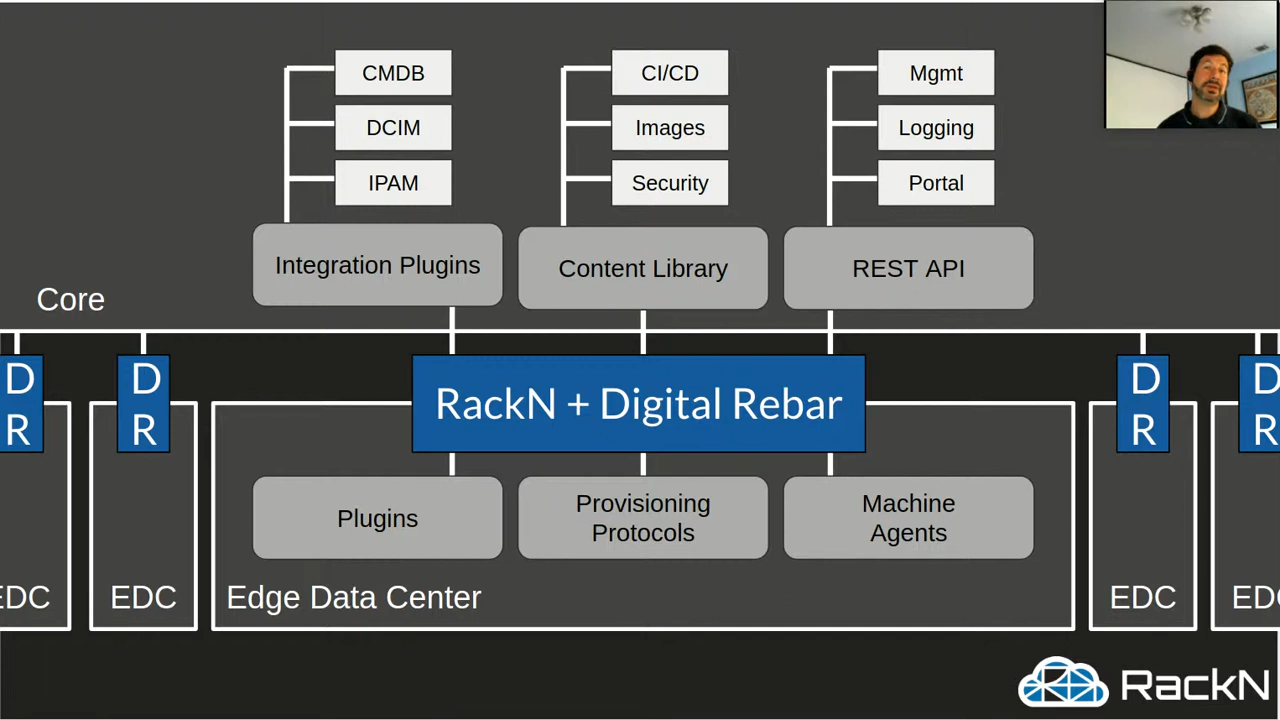 CMDB
DCIM
IPAM
CI/CD
Images
Security
Mgmt
Logging
Portal
Integration Plugins
Content Library
REST API
Core
D
R
D
R
RackN + Digital Rebar
D
R
D
R
Plugins
Provisioning
Protocols
Machine
Agents
EDC
EDC
Edge Data Center
EDC
EDC
RackN